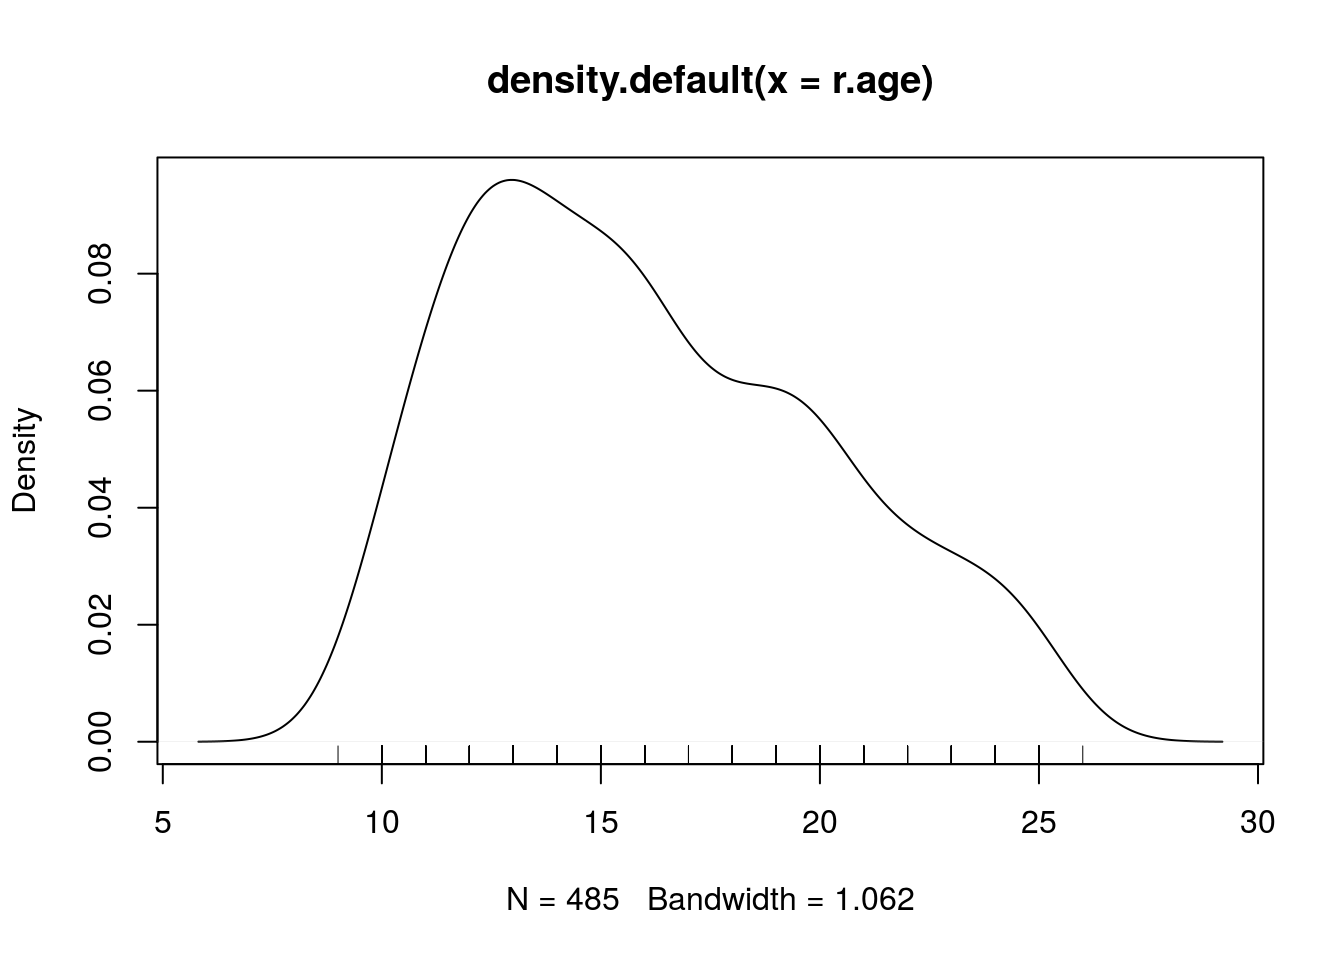 density.default(x = r.age)
Density
0.08
0.06
0.04
0.02
0.00
5 10 15 20 25 30
N = 485 Bandwidth = 1.062